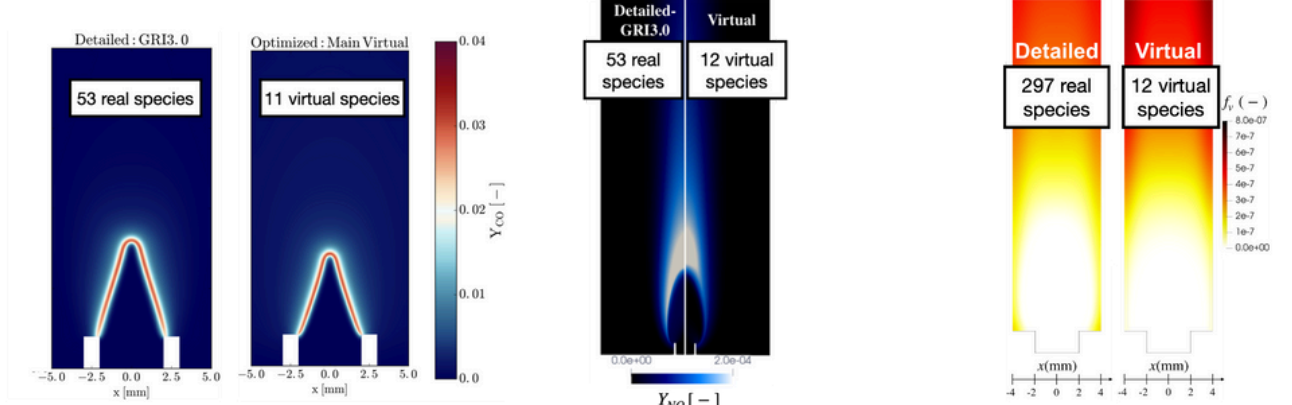 Detailed : GRI3.0
53 real species
−2.5
0.0
2.5
5.0
x [mm]
Optimized : Main Virtual
11 virtual species
−5.0
−2.5
0.0
2.5
5.0
x [mm]
0.04
0.03
0.02
0.01
0.0
Y_CO [−]
Detailed-
GRI3.0
Virtual
53 real
species
12 virtual
species
0.0e+00
2.0e-04
Y_NO [−]
Detailed
Virtual
297 real
species
12 virtual
species
f_v (−)
8.0e-07
7e-7
6e-7
5e-7
4e-7
3e-7
2e-7
1e-7
0.0e+00
x(mm)
-4
-2
0
2
4
x(mm)
-4
-2
0
2
4